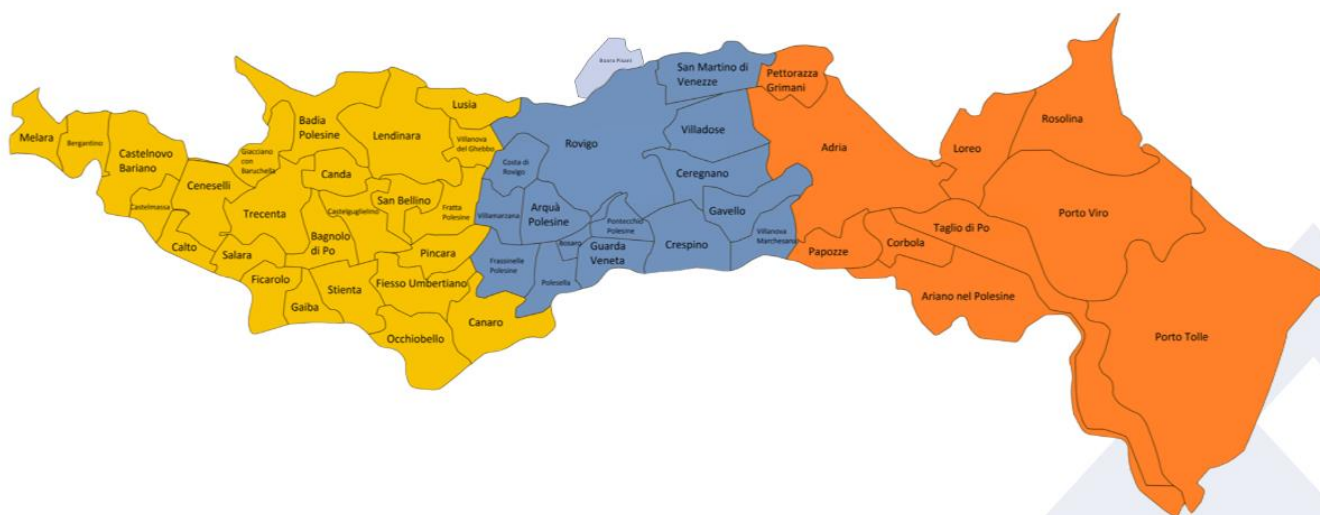 Melara
Bergantino
Castelnovo
Bariano
Castelmassa
Ceneselli
Calto
Giacciano
con
Baruchella
Badia
Polesine
Lendinara
Lusia
Villanova
del Ghebbo
Canda
Trecenta
Salara
Bagnolo
di Po
Castelguglielmo
San Bellino
Fratta
Polesine
Pincara
Ficarolo
Gaiba
Stienta
Fiesso Umbertiano
Occhiobello
Canaro
Boara Pisani
San Martino di
Venezze
Rovigo
Villadose
Costa di
Rovigo
Ceregnano
Villamarzana
Arquà
Polesine
Pontecchio
Polesine
Gavello
Bosaro
Guarda
Veneta
Crespino
Villanova
Marchesana
Frassinelle
Polesine
Polesella
Pettorazza
Grimani
Adria
Loreo
Rosolina
Porto Viro
Taglio di Po
Papozze
Corbola
Ariano nel Polesine
Porto Tolle